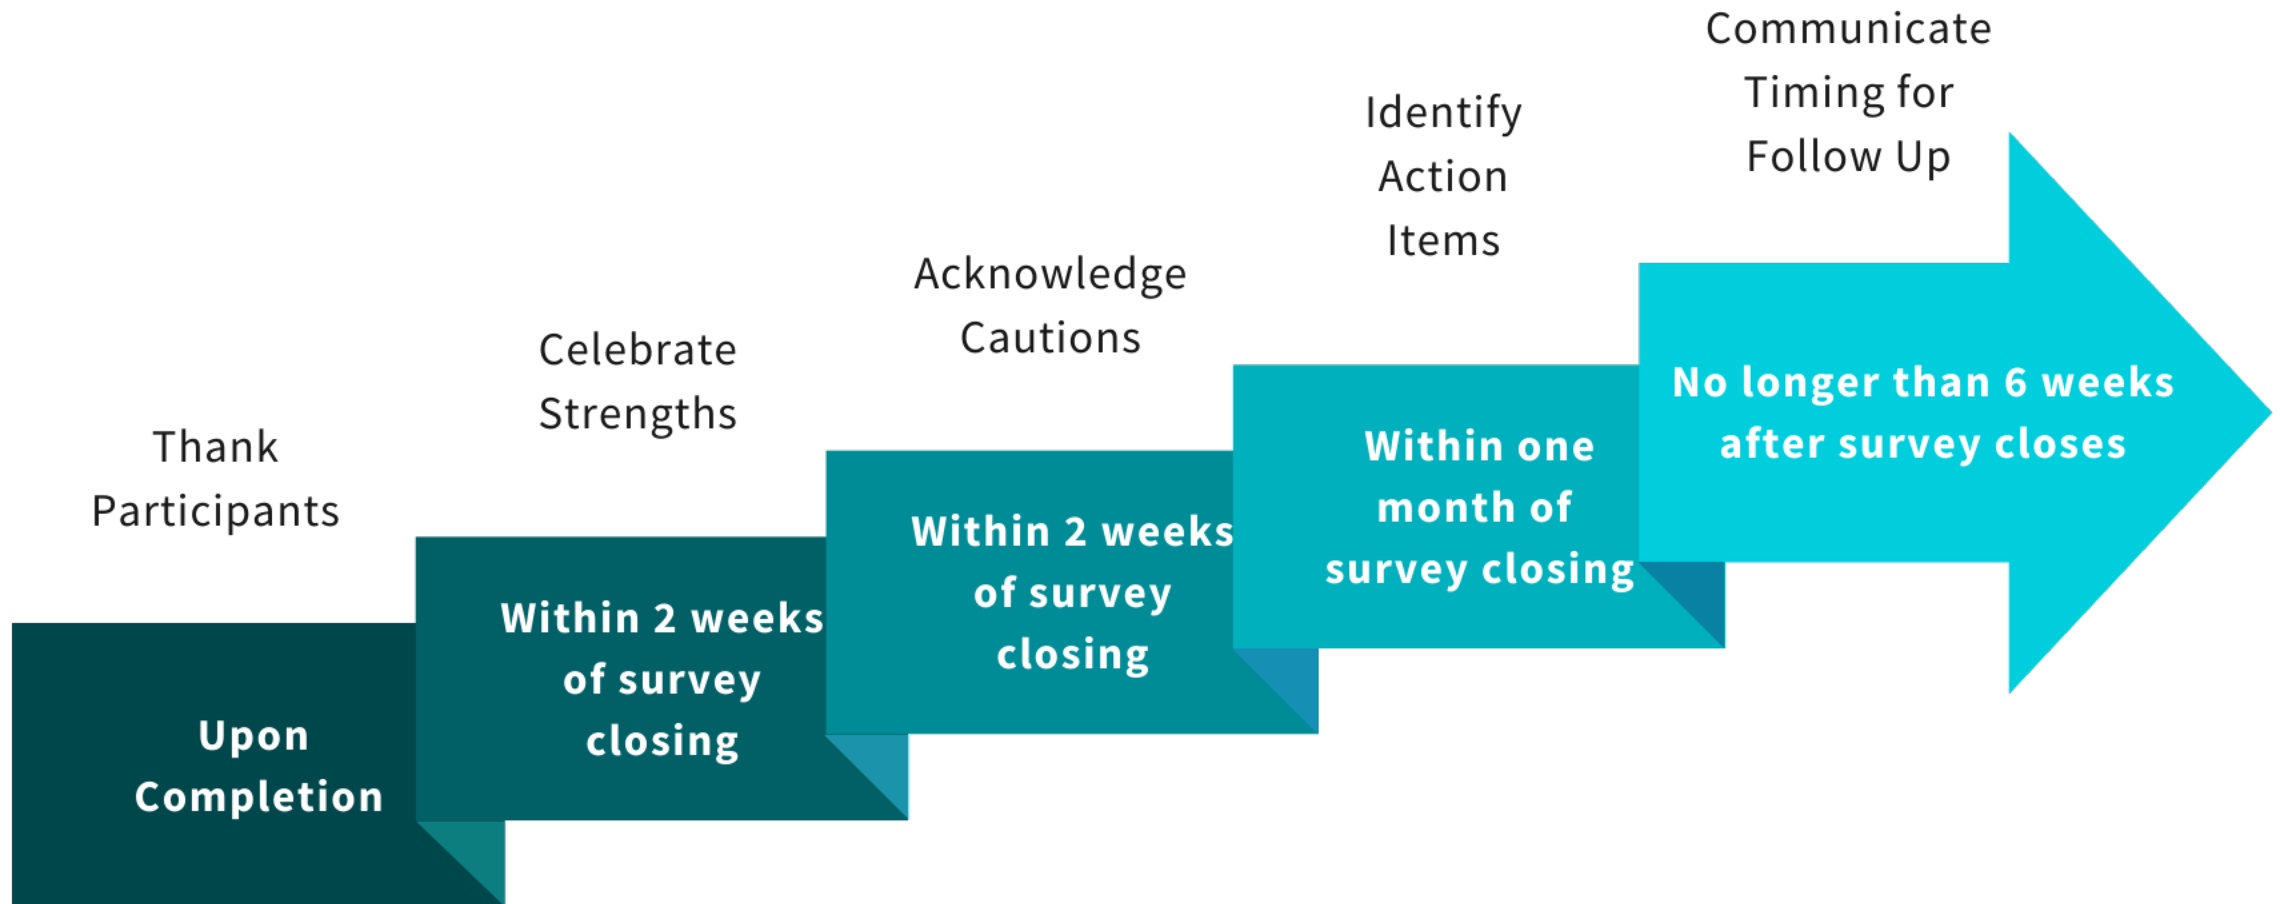 Thank
Participants
Upon
Completion
Celebrate
Strengths
Within 2 weeks
of survey
closing
Acknowledge
Cautions
Within 2 weeks
of survey
closing
Identify
Action
Items
Within one
month of
survey closing
Communicate
Timing for
Follow Up
No longer than 6 weeks
after survey closes